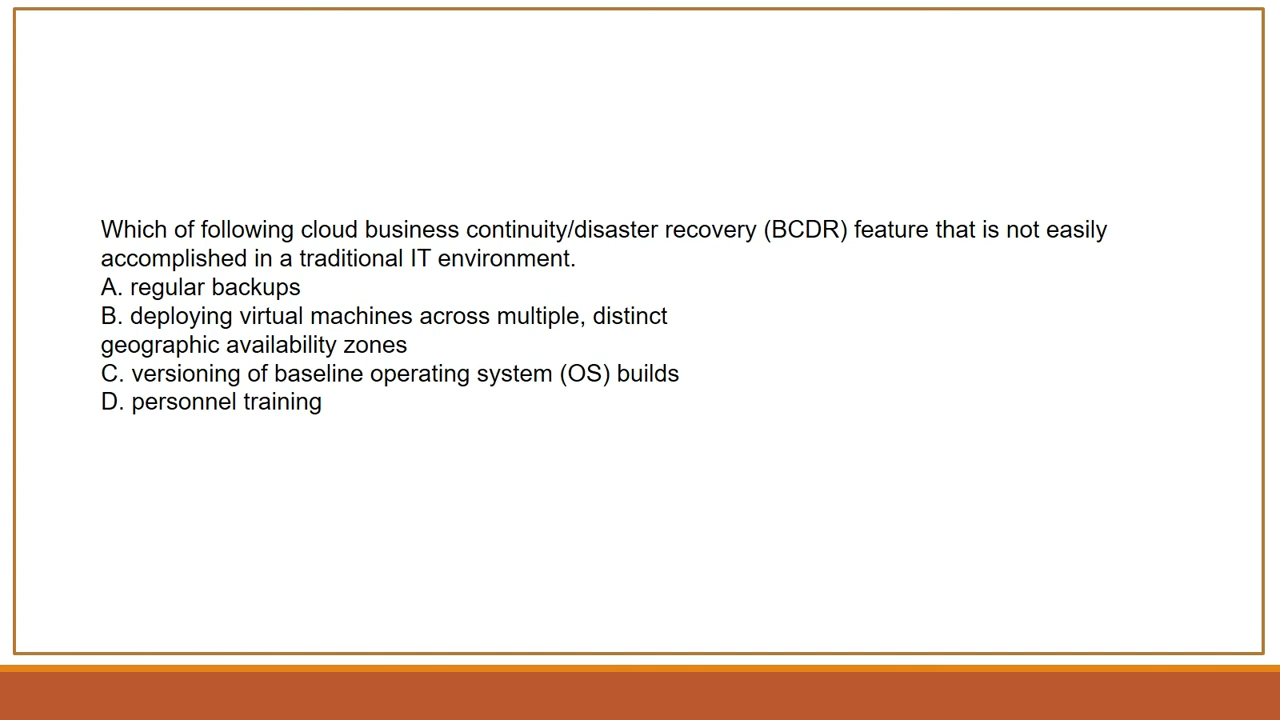 Which of following cloud business continuity/disaster recovery (BCDR) feature that is not easily
accomplished in a traditional IT environment.
A. regular backups
B. deploying virtual machines across multiple, distinct
geographic availability zones
C. versioning of baseline operating system (OS) builds
D. personnel training